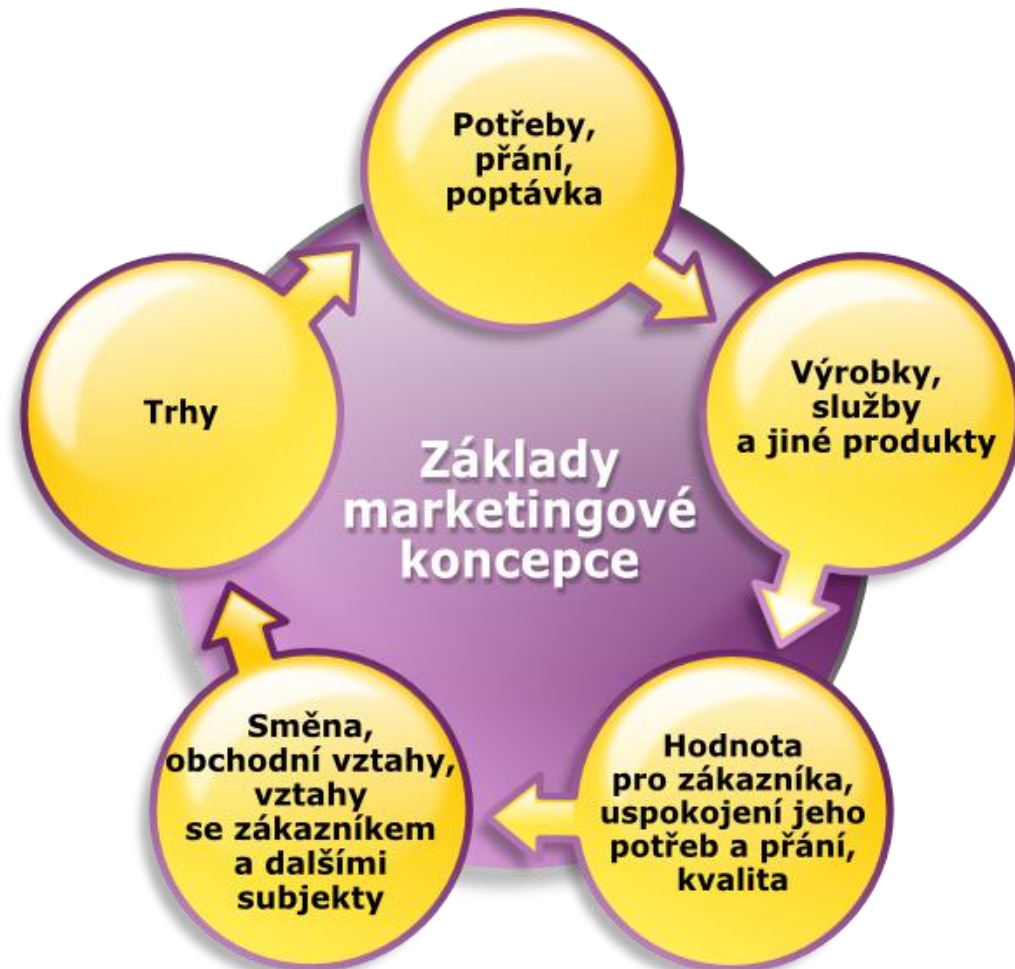 Potřeby,
přání,
poptávka
Výrobky,
služby
a jiné produkty
Hodnota
pro zákazníka,
uspokojení jeho
potřeb a přání,
kvalita
Směna,
obchodní vztahy,
vztahy
se zákazníkem
a dalšími
subjekty
Trhy
Základy
marketingové
koncepce